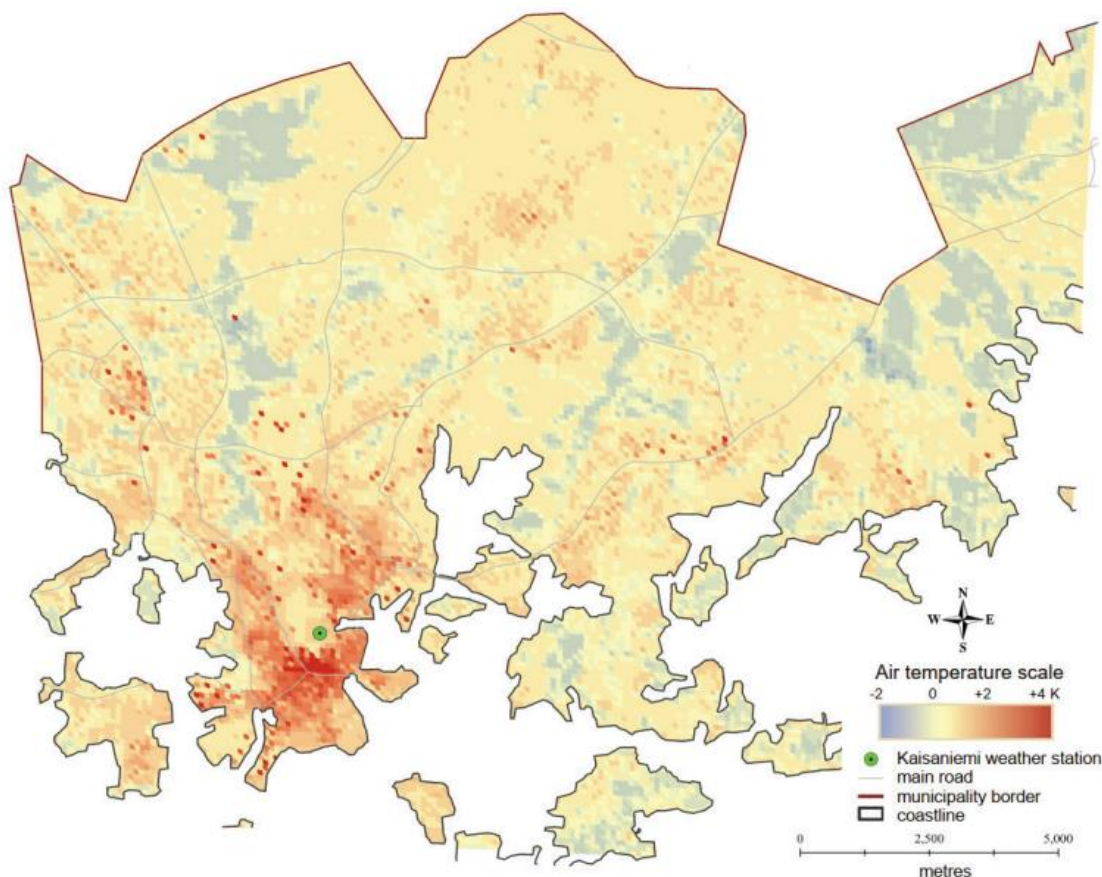 N
W E
S
Air temperature scale
-2 0 +2 +4 K
Kaisaniemi weather station
main road
municipality border
coastline
0 2,500 5,000
metres